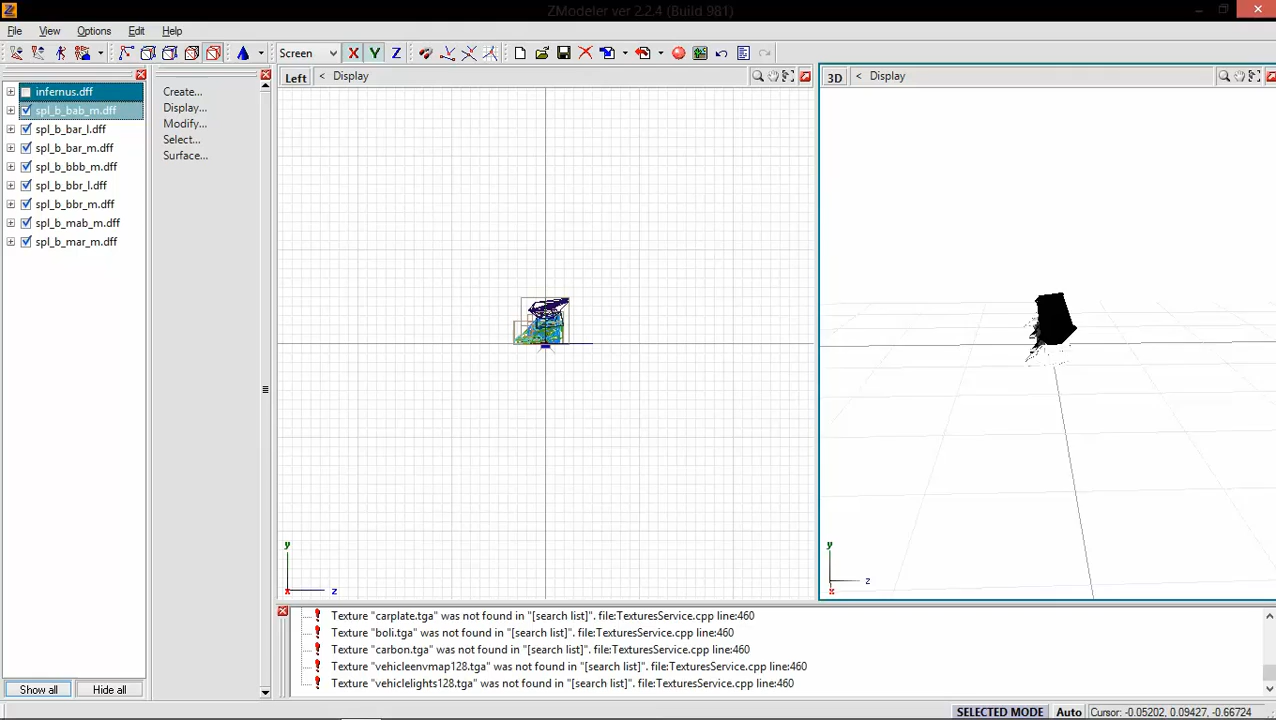 ZModeler ver 2.2.4 (Build 981)
File View Options Edit Help
Screen X Y Z
infernus.dff
spl_b_bab_m.dff
spl_b_bar_l.dff
spl_b_bar_m.dff
spl_b_bbb_m.dff
spl_b_bbr_l.dff
spl_b_bbr_m.dff
spl_b_mab_m.dff
spl_b_mar_m.dff
Show all Hide all
Create...
Display...
Modify...
Select...
Surface...
Left < Display
y
x z
3D < Display
y
x z
Texture "carplate.tga" was not found in "[search list]". file:TexturesService.cpp line:460
Texture "boli.tga" was not found in "[search list]". file:TexturesService.cpp line:460
Texture "carbon.tga" was not found in "[search list]". file:TexturesService.cpp line:460
Texture "vehicleenvmap128.tga" was not found in "[search list]". file:TexturesService.cpp line:460
Texture "vehiclelights128.tga" was not found in "[search list]". file:TexturesService.cpp line:460
SELECTED MODE Auto Cursor: -0.05202, 0.09427, -0.66724